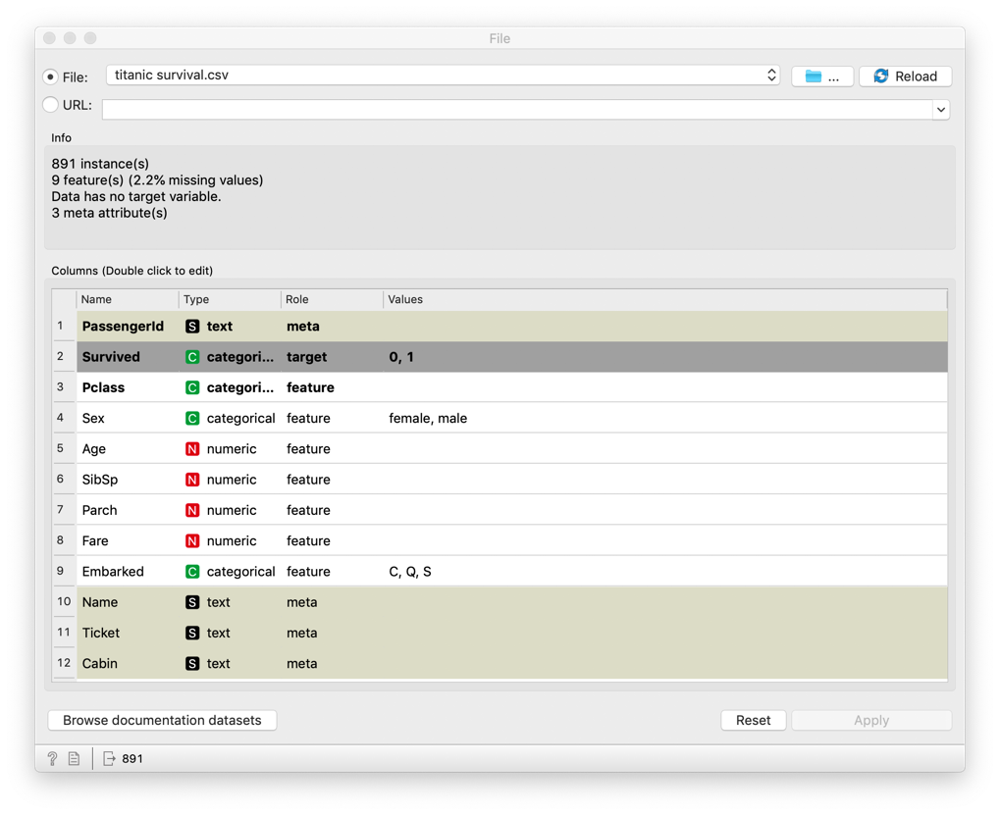 File
File: titanic survival.csv ... Reload
URL:
Info
891 instance(s)
9 feature(s) (2.2% missing values)
Data has no target variable.
3 meta attribute(s)
Columns (Double click to edit)
Name Type Role Values
1 PassengerId S text meta
2 Survived C categori... target 0, 1
3 Pclass C categori... feature
4 Sex C categorical feature female, male
5 Age N numeric feature
6 SibSp N numeric feature
7 Parch N numeric feature
8 Fare N numeric feature
9 Embarked C categorical feature C, Q, S
10 Name S text meta
11 Ticket S text meta
12 Cabin S text meta
Browse documentation datasets Reset Apply
? 891